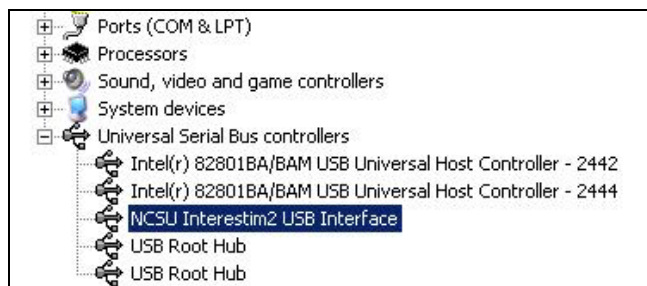 Ports (COM & LPT)
Processors
Sound, video and game controllers
System devices
Universal Serial Bus controllers
Intel(r) 82801BA/BAM USB Universal Host Controller - 2442
Intel(r) 82801BA/BAM USB Universal Host Controller - 2444
NCSU Interestim2 USB Interface
USB Root Hub
USB Root Hub